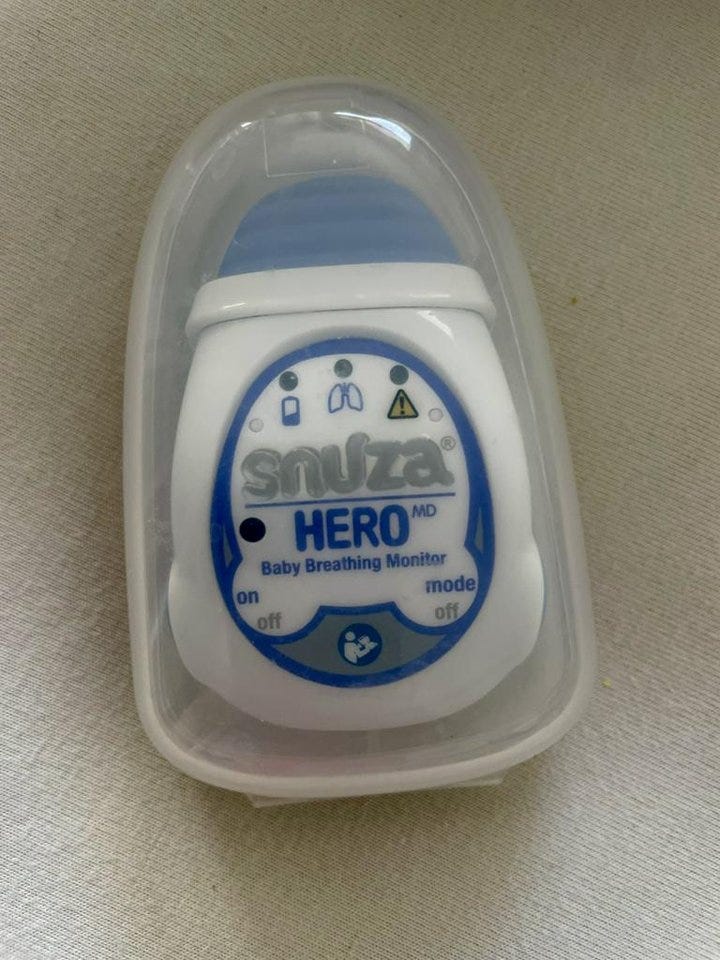 snuza®
HERO MD
Baby Breathing Monitor
on mode
off off